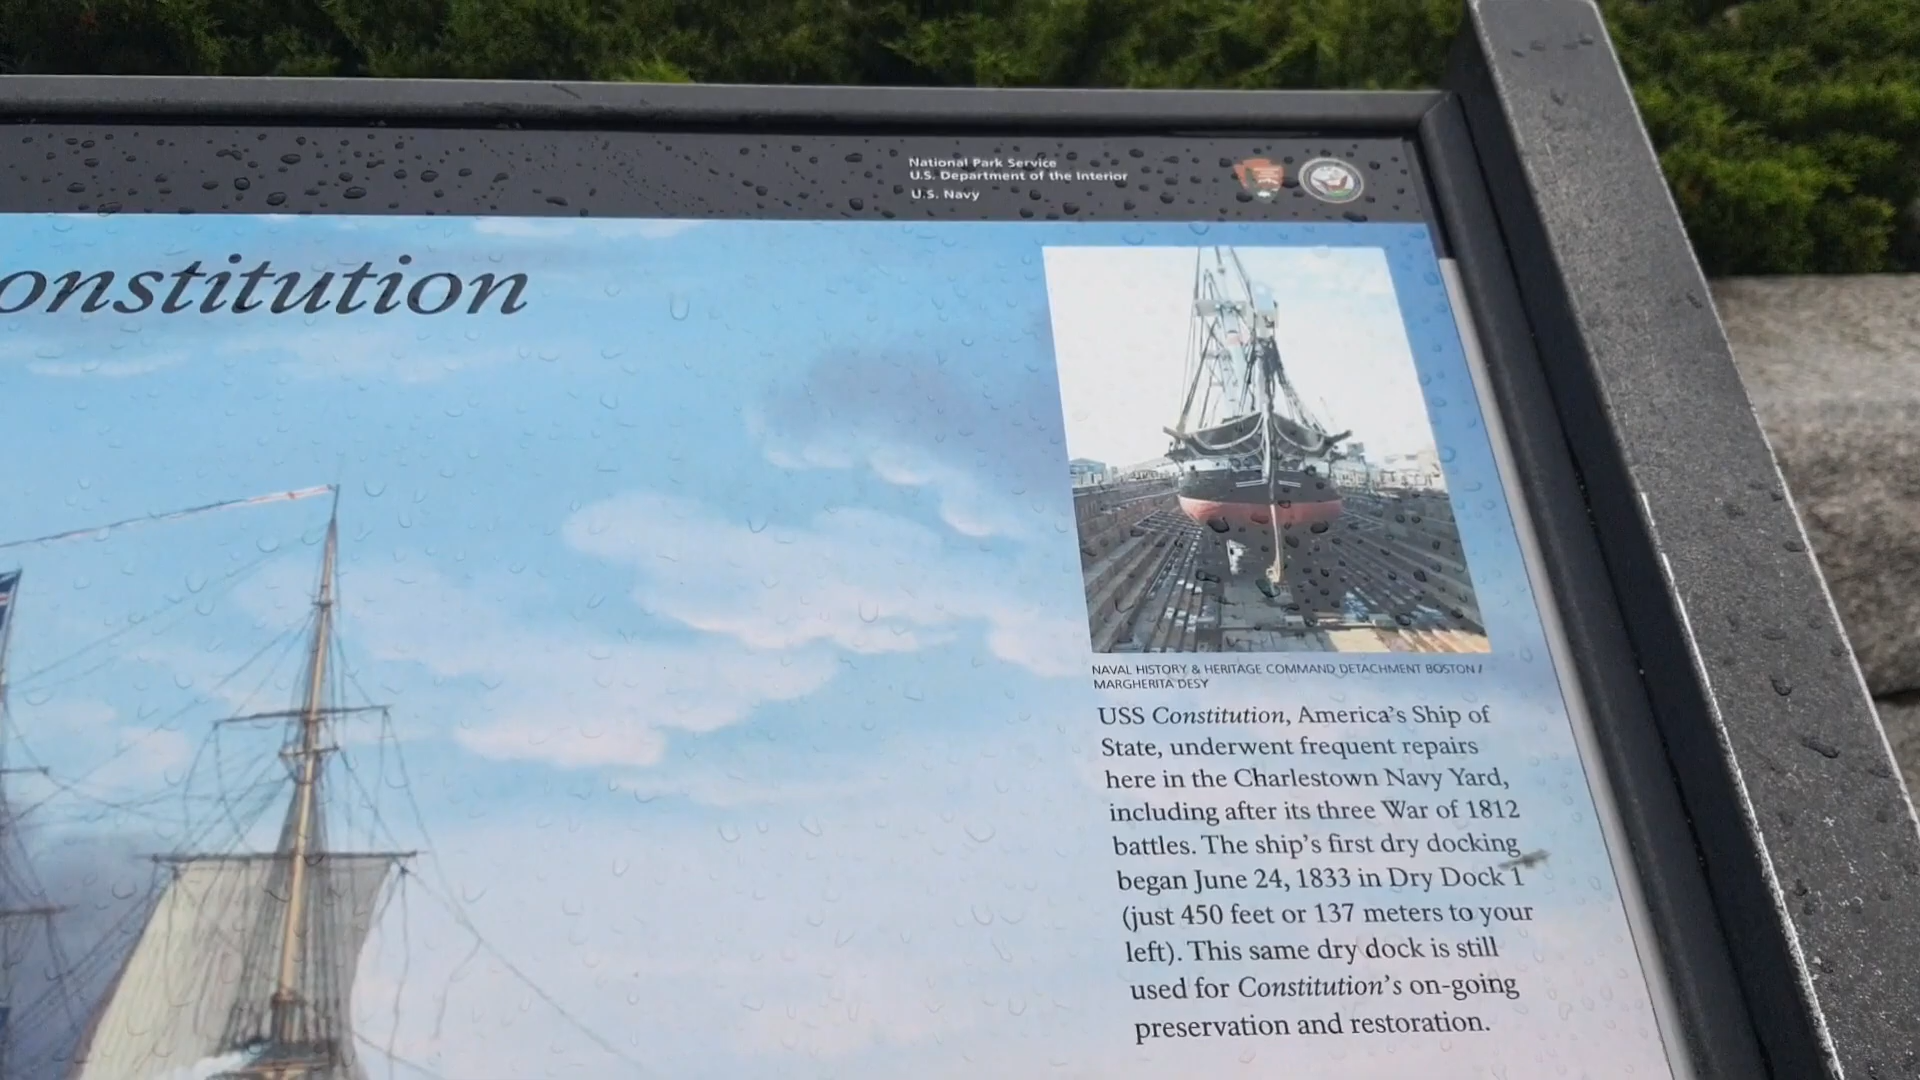 National Park Service
U.S. Department of the Interior
U.S. Navy
onstitution
NAVAL HISTORY & HERITAGE COMMAND DETACHMENT BOSTON /
MARGHERITA DESY
USS Constitution, America's Ship of
State, underwent frequent repairs
here in the Charlestown Navy Yard,
including after its three War of 1812
battles. The ship's first dry docking
began June 24, 1833 in Dry Dock 1
(just 450 feet or 137 meters to your
left). This same dry dock is still
used for Constitution's on-going
preservation and restoration.